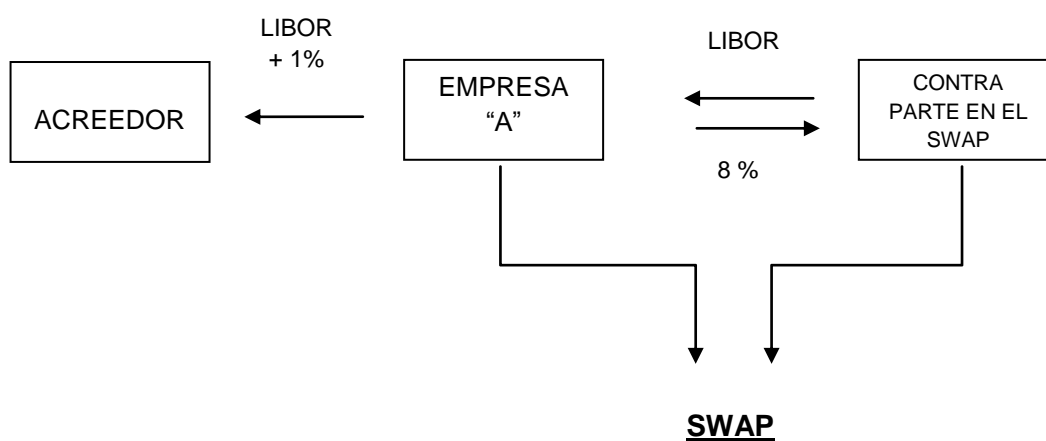 LIBOR
+ 1%
LIBOR
ACREEDOR
EMPRESA
“A”
CONTRA
PARTE EN EL
SWAP
8 %
SWAP